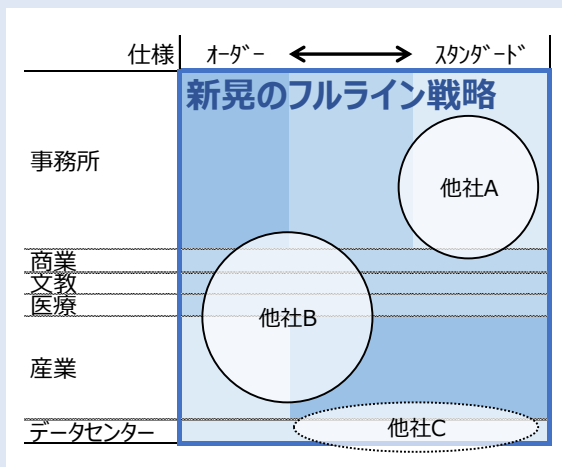 仕様 ｵｰﾀﾞｰ ｽﾀﾝﾀﾞｰﾄﾞ
新晃のフルライン戦略
事務所
他社A
商業
文教
医療
他社B
産業
他社C
データセンター